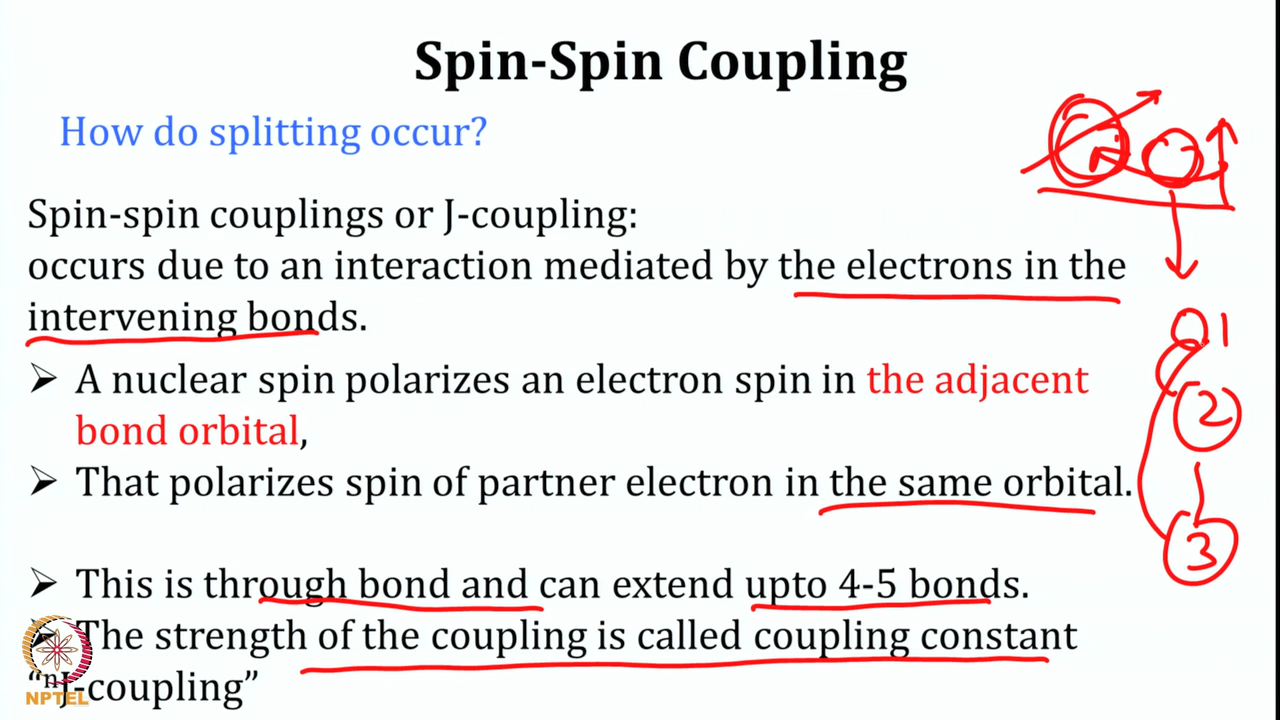 Spin-Spin Coupling
How do splitting occur?
Spin-spin couplings or J-coupling:
occurs due to an interaction mediated by the electrons in the
intervening bonds.
➤ A nuclear spin polarizes an electron spin in the adjacent
bond orbital,
➤ That polarizes spin of partner electron in the same orbital.
➤ This is through bond and can extend upto 4-5 bonds.
➤ The strength of the coupling is called coupling constant
“ⁿJ-coupling”
1
2
3
NPTEL